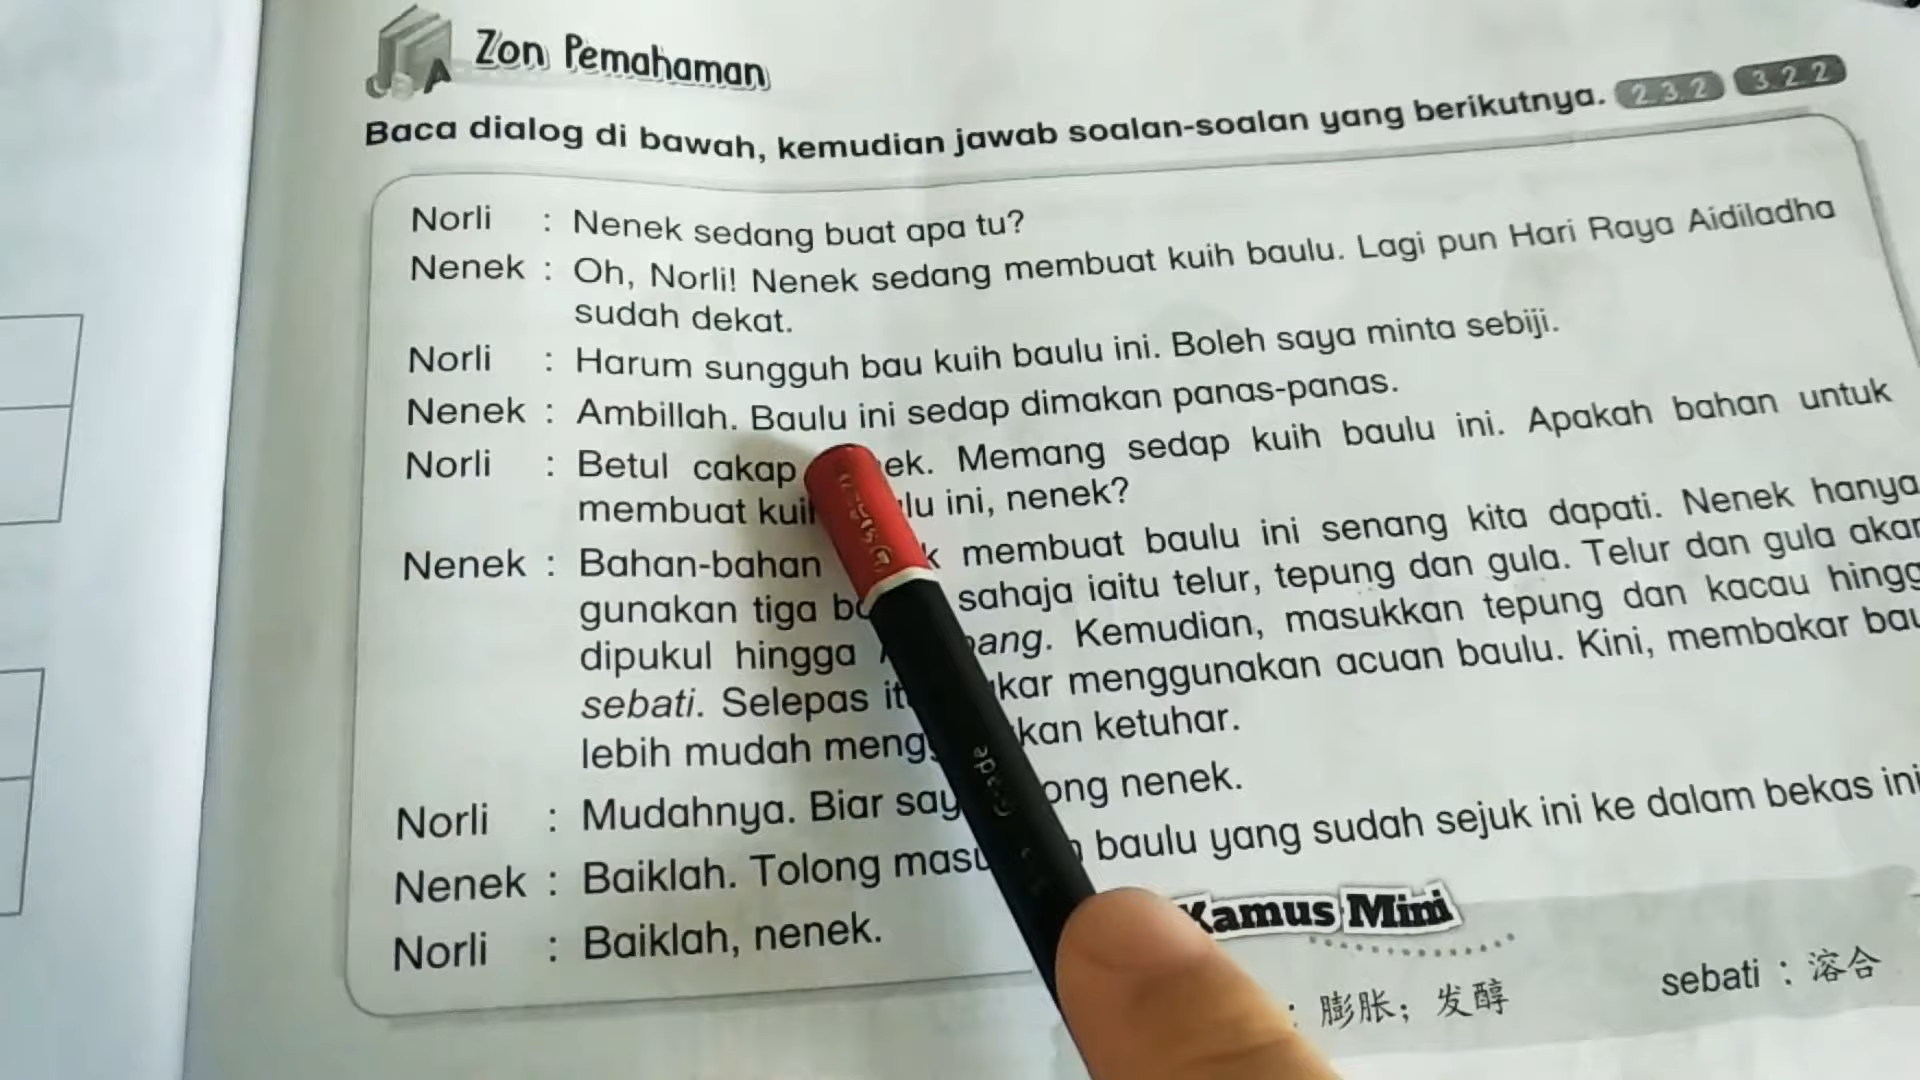 Zon Pemahaman
Baca dialog di bawah, kemudian jawab soalan-soalan yang berikutnya. 2.3.2 3.2.2
Norli : Nenek sedang buat apa tu?
Nenek : Oh, Norli! Nenek sedang membuat kuih baulu. Lagi pun Hari Raya Aidiladha
sudah dekat.
Norli : Harum sungguh bau kuih baulu ini. Boleh saya minta sebiji.
Nenek : Ambillah. Baulu ini sedap dimakan panas-panas.
Norli : Betul cakap ek. Memang sedap kuih baulu ini. Apakah bahan untuk
membuat kui lu ini, nenek?
Nenek : Bahan-bahan k membuat baulu ini senang kita dapati. Nenek hanya
gunakan tiga ba sahaja iaitu telur, tepung dan gula. Telur dan gula akan
dipukul hingga ang. Kemudian, masukkan tepung dan kacau hingg
sebati. Selepas it kar menggunakan acuan baulu. Kini, membakar bau
lebih mudah mengg kan ketuhar.
Norli : Mudahnya. Biar say ong nenek.
Nenek : Baiklah. Tolong masu baulu yang sudah sejuk ini ke dalam bekas ini
Norli : Baiklah, nenek.
Kamus Mini
: 膨胀; 发醇 sebati : 溶合